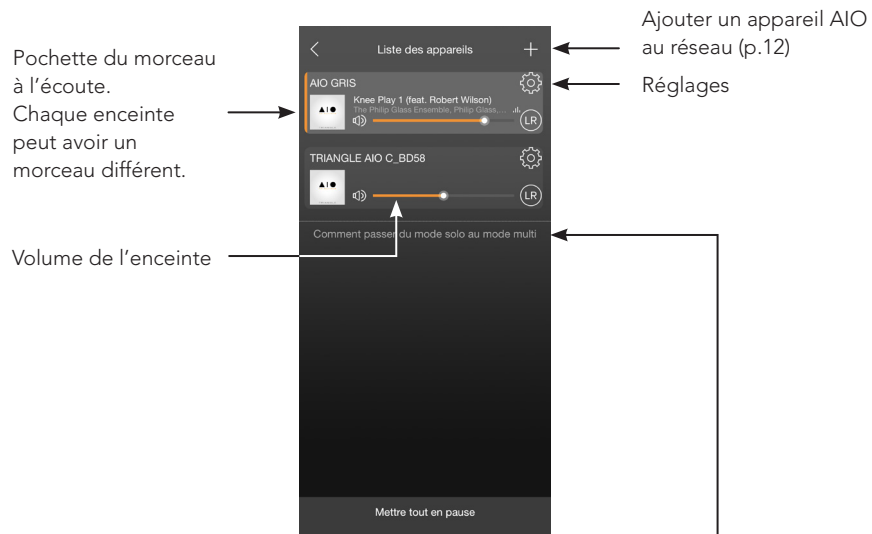 Pochette du morceau
à l’écoute.
Chaque enceinte
peut avoir un
morceau différent.
Volume de l’enceinte
Liste des appareils
AIO GRIS
AIO
Knee Play 1 (feat. Robert Wilson)
The Philip Glass Ensemble, Philip Glass,...
LR
TRIANGLE AIO C_BD58
AIO
LR
Comment passer du mode solo au mode multi
Mettre tout en pause
Ajouter un appareil AIO
au réseau (p.12)
Réglages